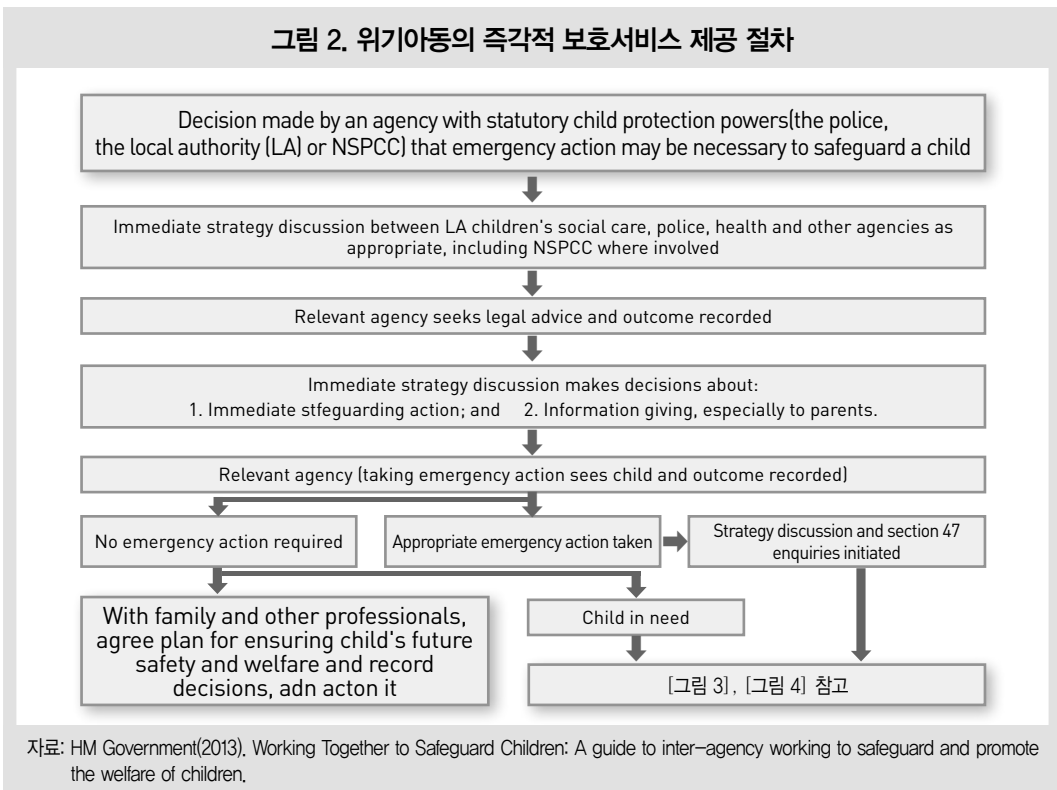 그림 2. 위기아동의 즉각적 보호서비스 제공 절차
Decision made by an agency with statutory child protection powers(the police,
the local authority (LA) or NSPCC) that emergency action may be necessary to safeguard a child
Immediate strategy discussion between LA children's social care, police, health and other agencies as
appropriate, including NSPCC where involved
Relevant agency seeks legal advice and outcome recorded
Immediate strategy discussion makes decisions about:
1. Immediate stfeguarding action; and 2. Information giving, especially to parents.
Relevant agency (taking emergency action sees child and outcome recorded)
No emergency action required
Appropriate emergency action taken
Strategy discussion and section 47
enquiries initiated
With family and other professionals,
agree plan for ensuring child's future
safety and welfare and record
decisions, adn acton it
Child in need
[그림 3], [그림 4] 참고
자료: HM Government(2013). Working Together to Safeguard Children: A guide to inter-agency working to safeguard and promote
the welfare of children.